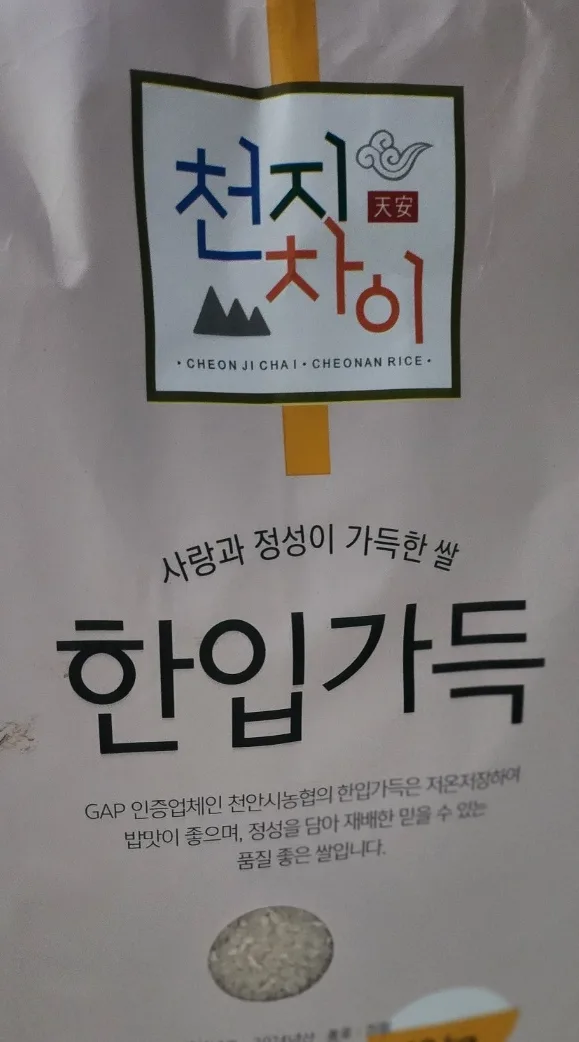 천지
天安
차이
• CHEON JI CHA I • CHEONAN RICE •
사랑과 정성이 가득한 쌀
한입가득
GAP 인증업체인 천안시농협의 한입가득은 저온저장하여
밥맛이 좋으며, 정성을 담아 재배한 믿을 수 있는
품질 좋은 쌀입니다.